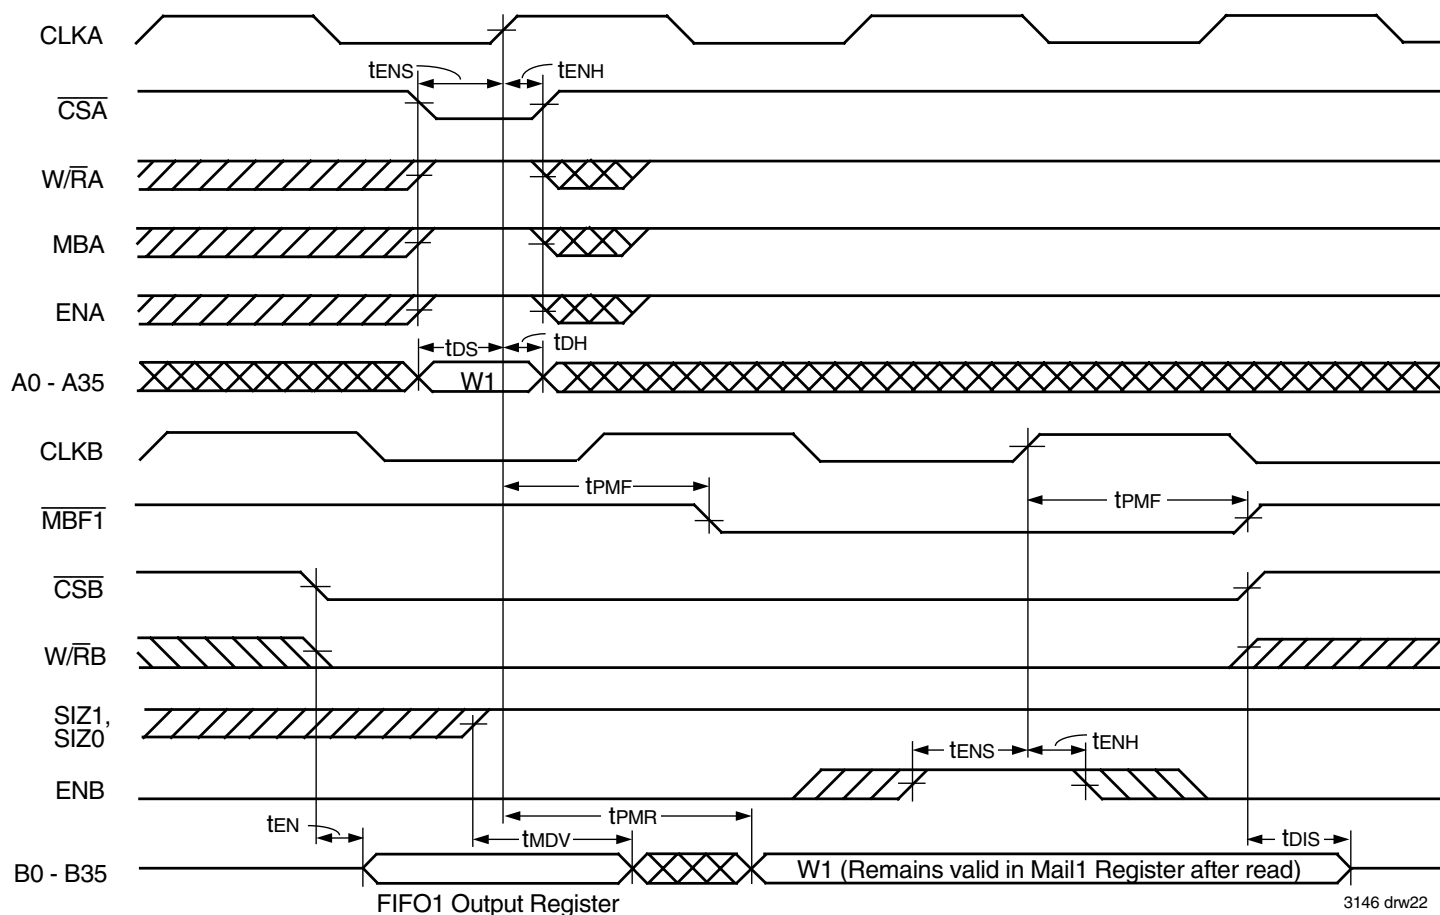 CLKA
tENS
tENH
CSA
W/RA
MBA
ENA
tDS
tDH
A0 - A35
W1
CLKB
tPMF
tPMF
MBF1
CSB
W/RB
SIZ1,
SIZ0
tENS
tENH
ENB
tEN
tPMR
tMDV
tDIS
B0 - B35
W1 (Remains valid in Mail1 Register after read)
FIFO1 Output Register
3146 drw22